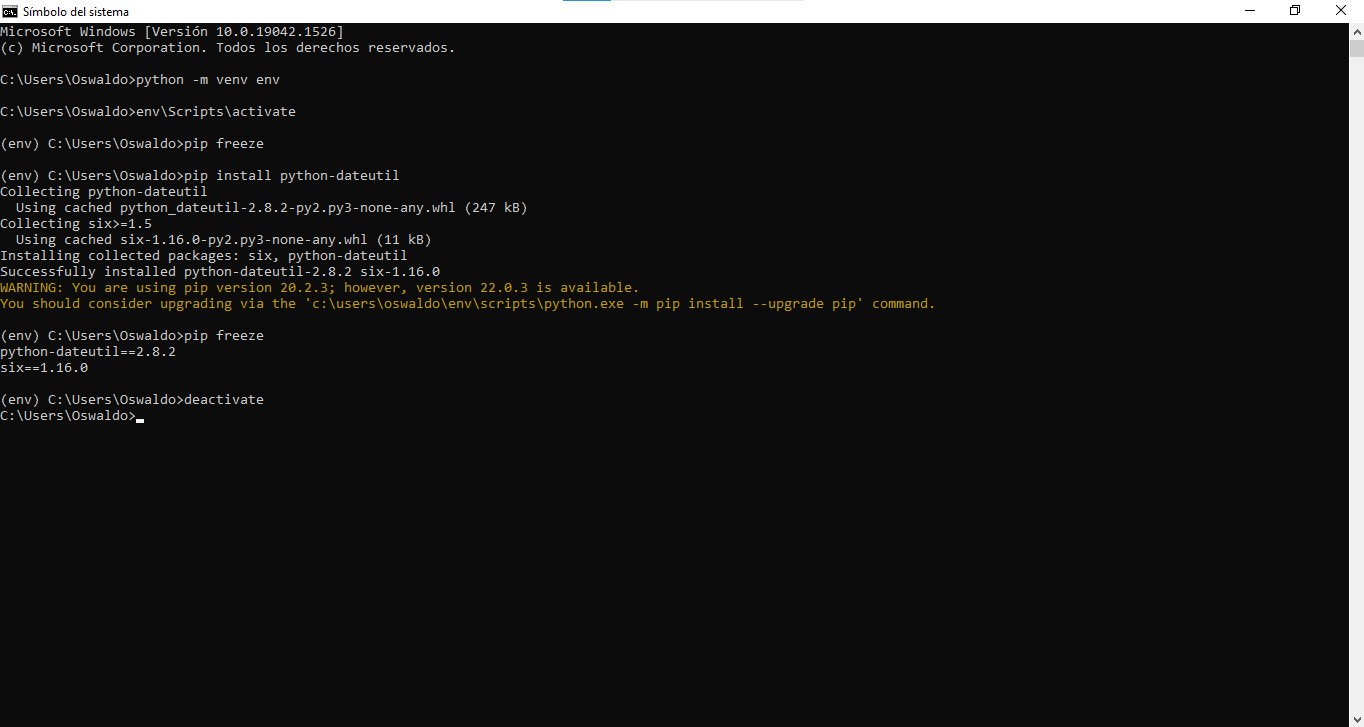 Símbolo del sistema
Microsoft Windows [Versión 10.0.19042.1526]
(c) Microsoft Corporation. Todos los derechos reservados.
C:\Users\Oswaldo>python -m venv env
C:\Users\Oswaldo>env\Scripts\activate
(env) C:\Users\Oswaldo>pip freeze
(env) C:\Users\Oswaldo>pip install python-dateutil
Collecting python-dateutil
  Using cached python_dateutil-2.8.2-py2.py3-none-any.whl (247 kB)
Collecting six>=1.5
  Using cached six-1.16.0-py2.py3-none-any.whl (11 kB)
Installing collected packages: six, python-dateutil
Successfully installed python-dateutil-2.8.2 six-1.16.0
WARNING: You are using pip version 20.2.3; however, version 22.0.3 is available.
You should consider upgrading via the 'c:\users\oswaldo\env\scripts\python.exe -m pip install --upgrade pip' command.
(env) C:\Users\Oswaldo>pip freeze
python-dateutil==2.8.2
six==1.16.0
(env) C:\Users\Oswaldo>deactivate
C:\Users\Oswaldo>